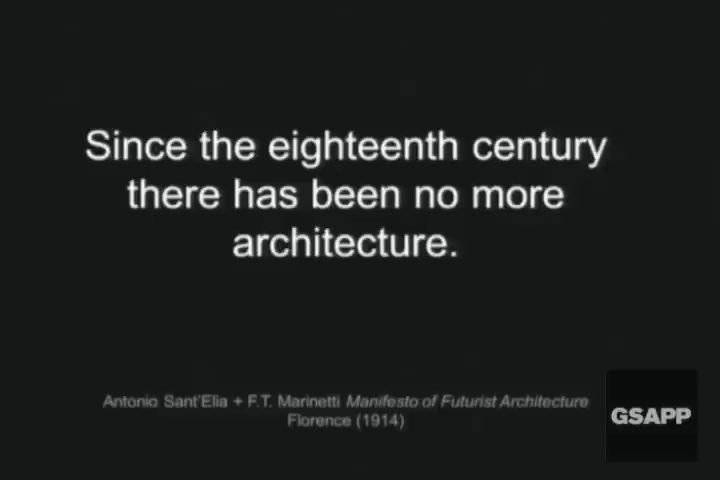 Since the eighteenth century
there has been no more
architecture.
Antonio Sant'Elia + F.T. Marinetti Manifesto of Futurist Architecture
Florence (1914)
GSAPP